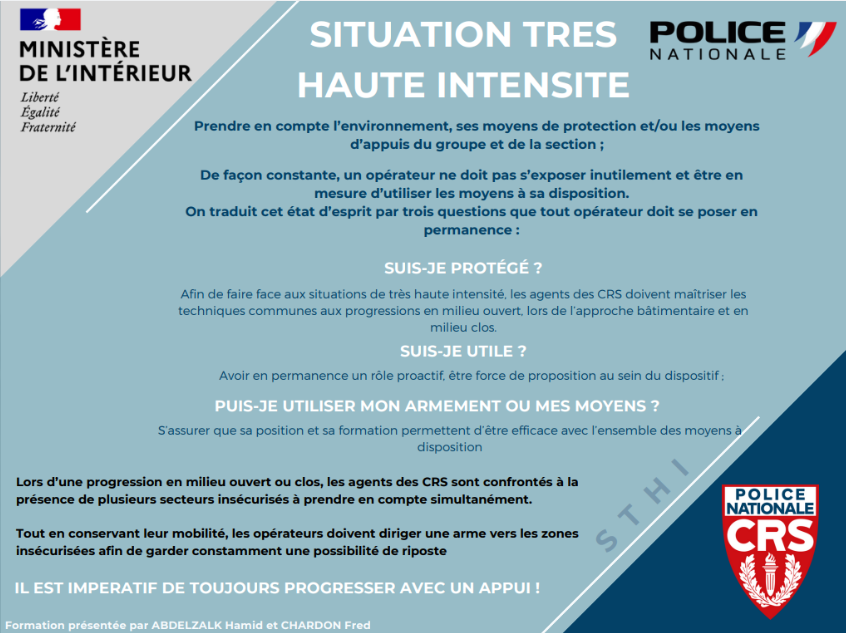 MINISTÈRE
DE L'INTÉRIEUR
Liberté
Égalité
Fraternité
SITUATION TRES
HAUTE INTENSITE
POLICE
NATIONALE
Prendre en compte l'environnement, ses moyens de protection et/ou les moyens
d'appuis du groupe et de la section ;
De façon constante, un opérateur ne doit pas s'exposer inutilement et être en
mesure d'utiliser les moyens à sa disposition.
On traduit cet état d'esprit par trois questions que tout opérateur doit se poser en
permanence :
SUIS-JE PROTÉGÉ ?
Afin de faire face aux situations de très haute intensité, les agents des CRS doivent maîtriser les
techniques communes aux progressions en milieu ouvert, lors de l'approche bâtimentaire et en
milieu clos.
SUIS-JE UTILE ?
Avoir en permanence un rôle proactif, être force de proposition au sein du dispositif ;
PUIS-JE UTILISER MON ARMEMENT OU MES MOYENS ?
S'assurer que sa position et sa formation permettent d'être efficace avec l'ensemble des moyens à
disposition
Lors d'une progression en milieu ouvert ou clos, les agents des CRS sont confrontés à la
présence de plusieurs secteurs insécurisés à prendre en compte simultanément.
Tout en conservant leur mobilité, les opérateurs doivent diriger une arme vers les zones
insécurisées afin de garder constamment une possibilité de riposte
IL EST IMPERATIF DE TOUJOURS PROGRESSER AVEC UN APPUI !
Formation présentée par ABDELZALK Hamid et CHARDON Fred
STHI
POLICE
NATIONALE
CRS